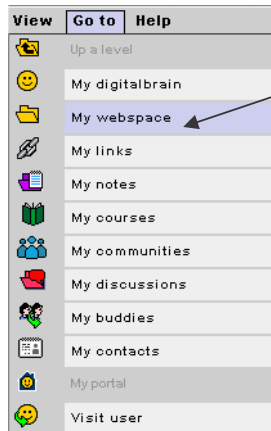 View Go to Help
Up a level
My digitalbrain
My webspace
My links
My notes
My courses
My communities
My discussions
My buddies
My contacts
My portal
Visit user